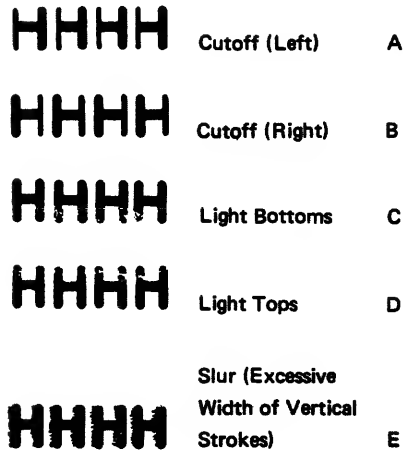 HHHH Cutoff (Left) A
HHHH Cutoff (Right) B
HHHH Light Bottoms C
HHHH Light Tops D
Slur (Excessive
Width of Vertical
HHHH Strokes) E